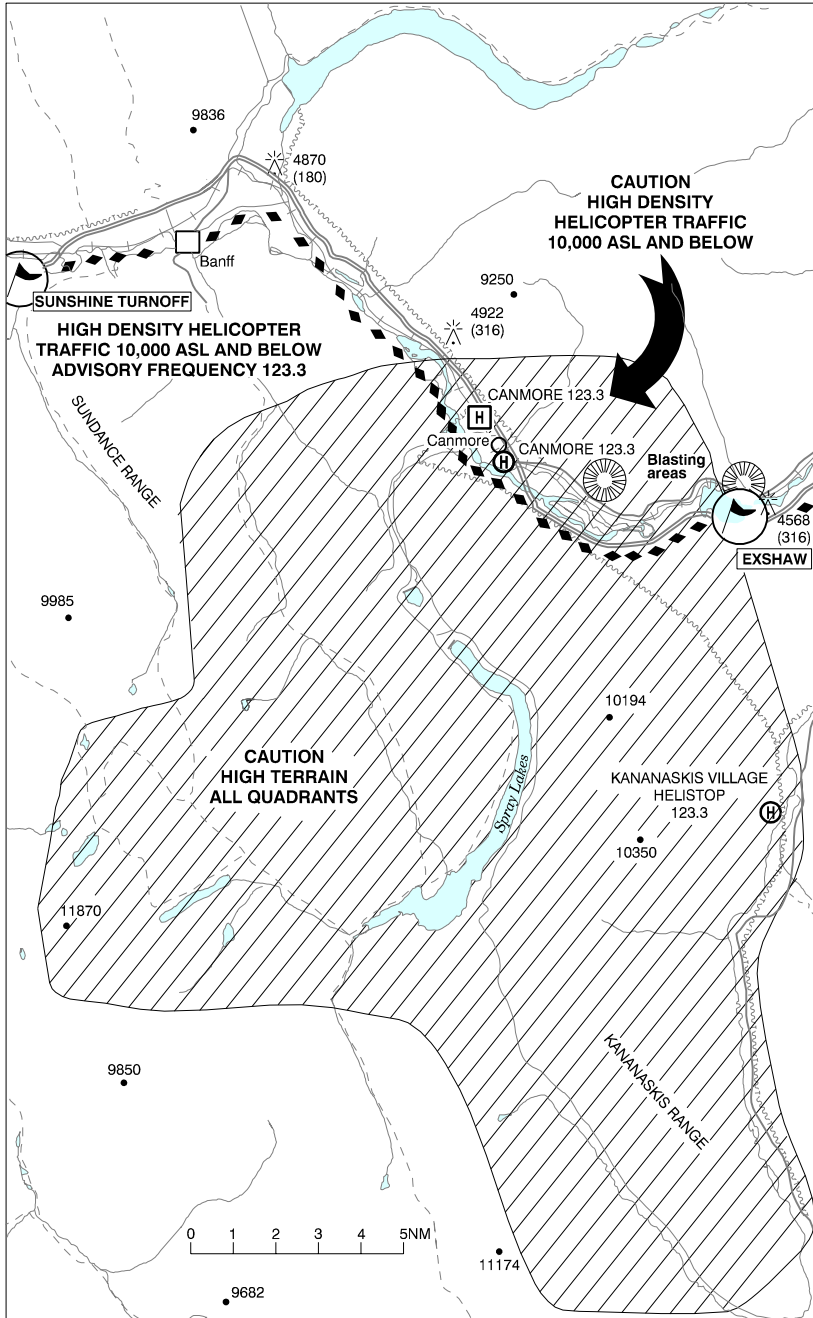 9836
4870
(180)
CAUTION
HIGH DENSITY
HELICOPTER TRAFFIC
10,000 ASL AND BELOW
Banff
SUNSHINE TURNOFF
9250
4922
(316)
HIGH DENSITY HELICOPTER
TRAFFIC 10,000 ASL AND BELOW
ADVISORY FREQUENCY 123.3
SUNDANCE RANGE
H
CANMORE 123.3
Canmore
H
CANMORE 123.3
Blasting
areas
4568
(316)
EXSHAW
9985
10194
CAUTION
HIGH TERRAIN
ALL QUADRANTS
Spray Lakes
KANANASKIS VILLAGE
HELISTOP
123.3
H
10350
11870
KANANASKIS RANGE
9850
0 1 2 3 4 5NM
11174
9682